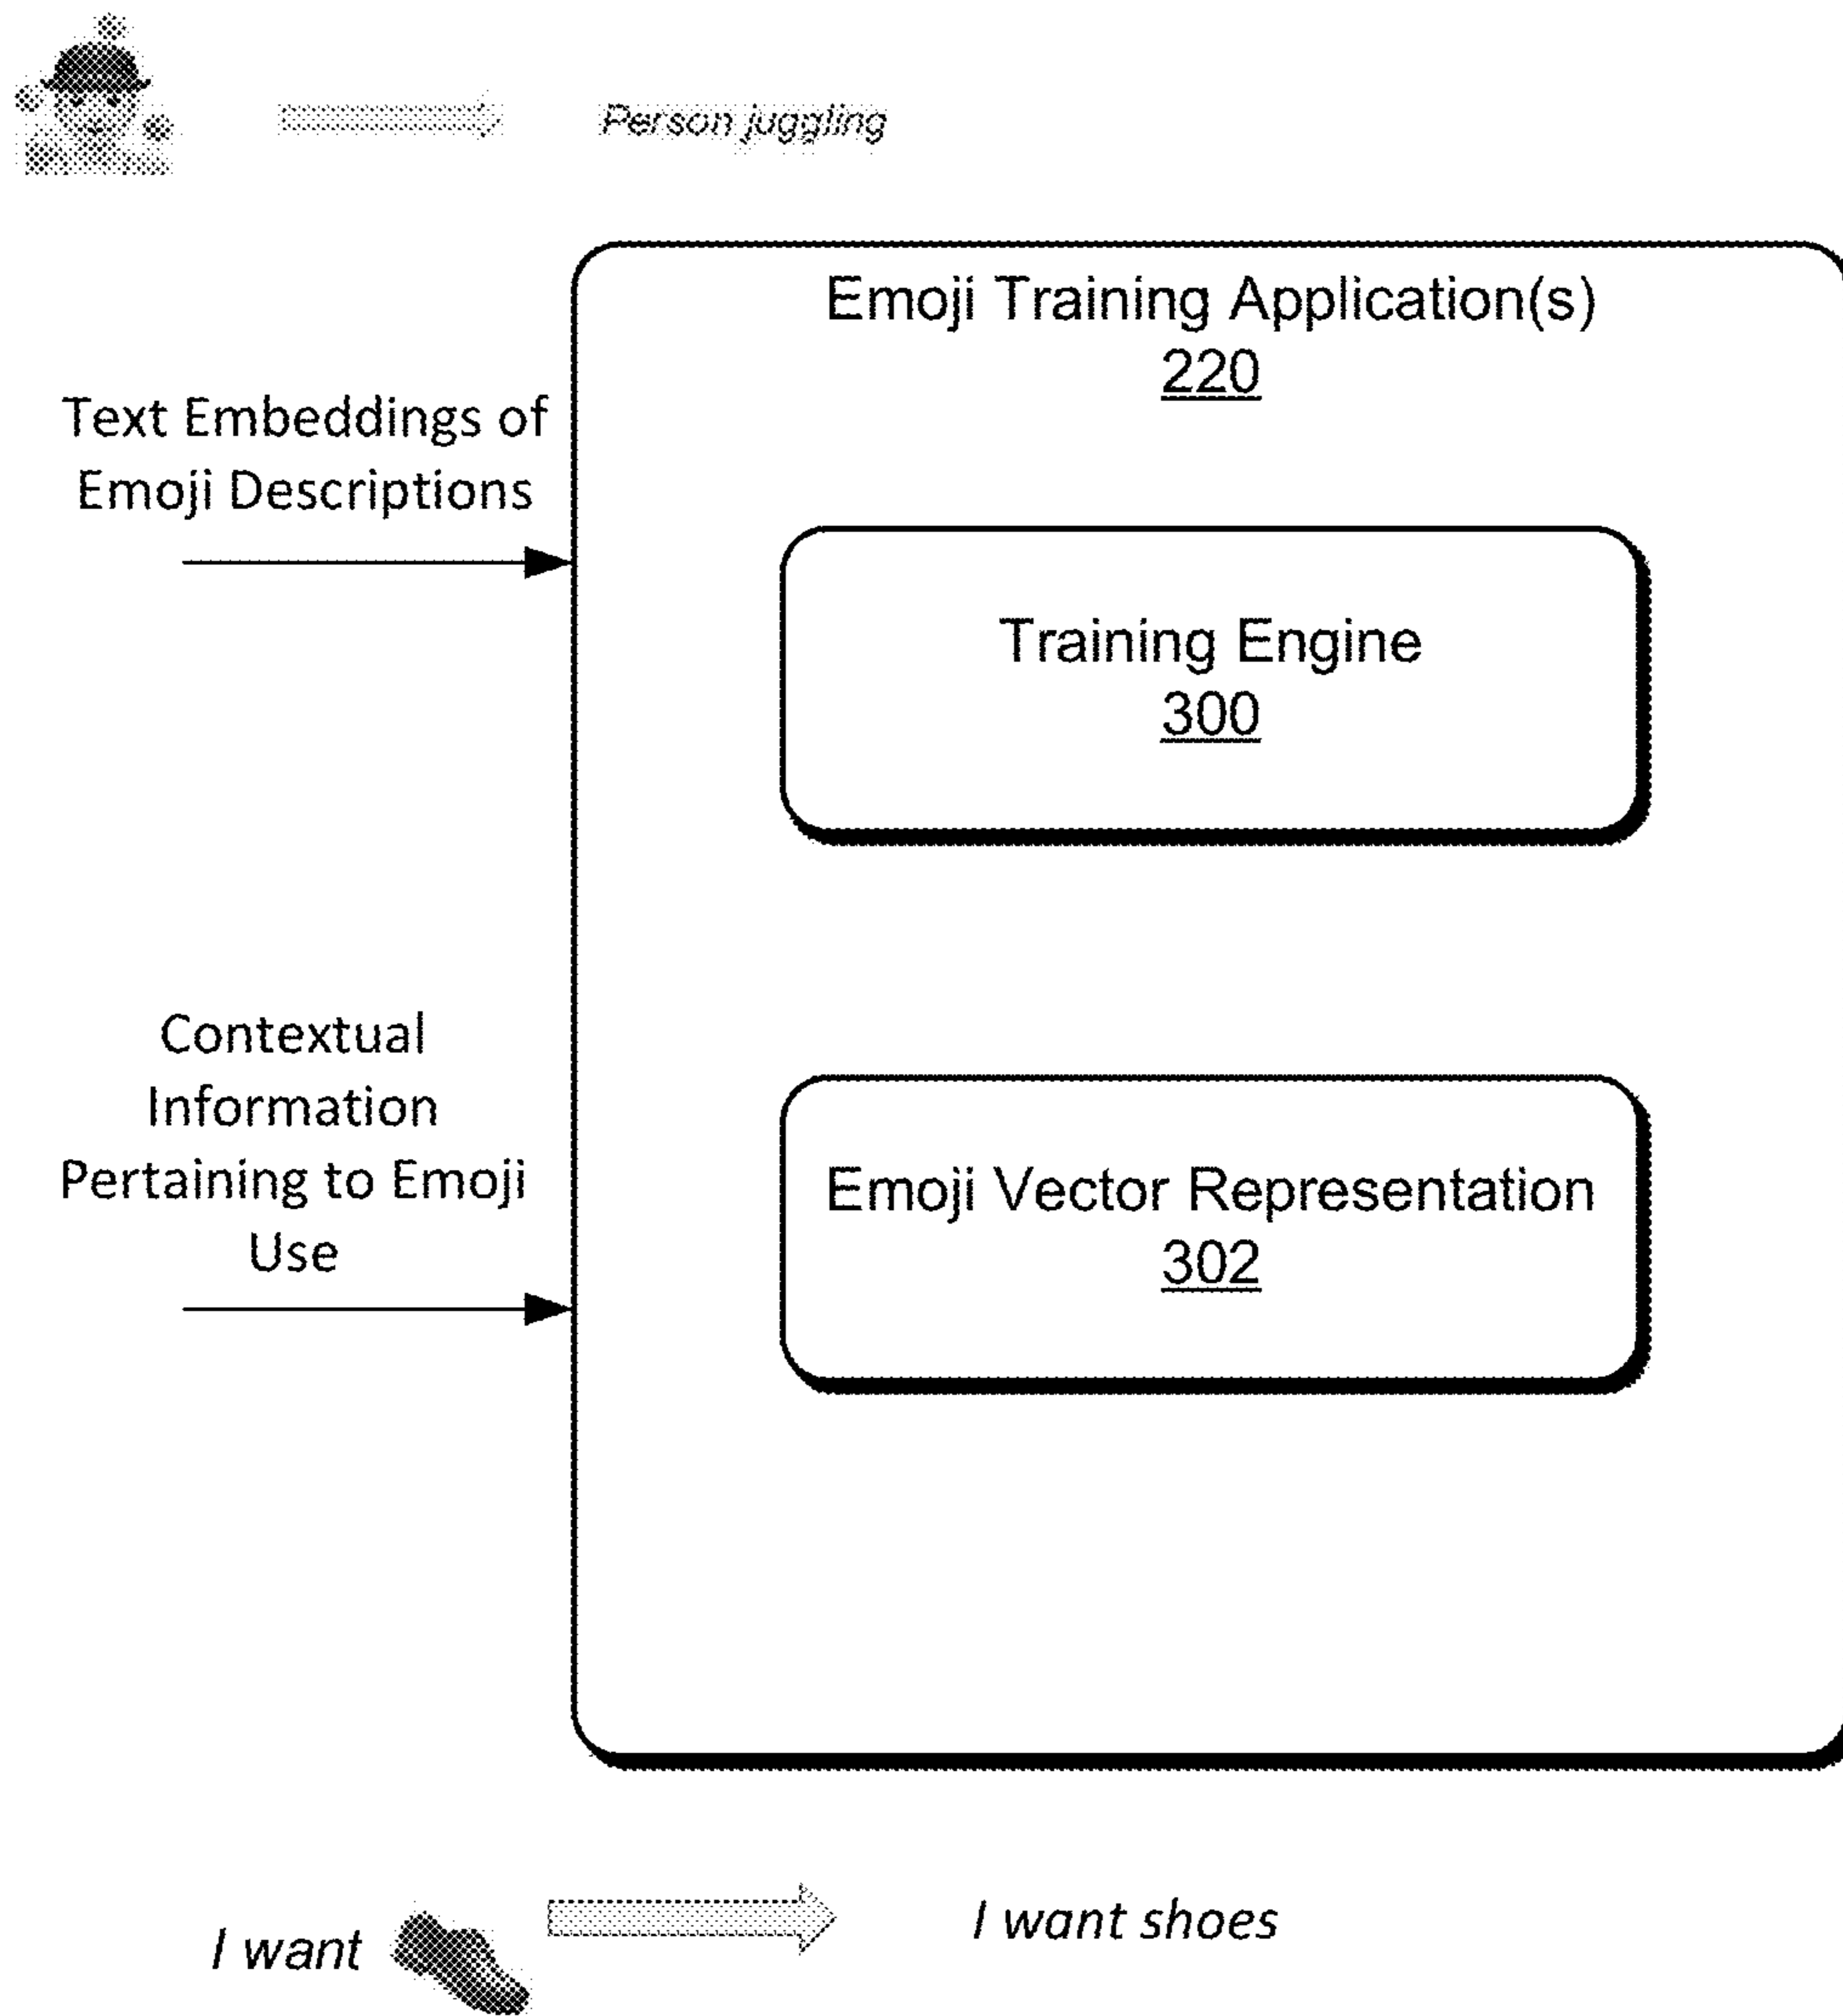 Person juggling
Emoji Training Application(s)
220
Text Embeddings of
Emoji Descriptions
Training Engine
300
Contextual
Information
Pertaining to Emoji
Use
Emoji Vector Representation
302
I want
I want shoes